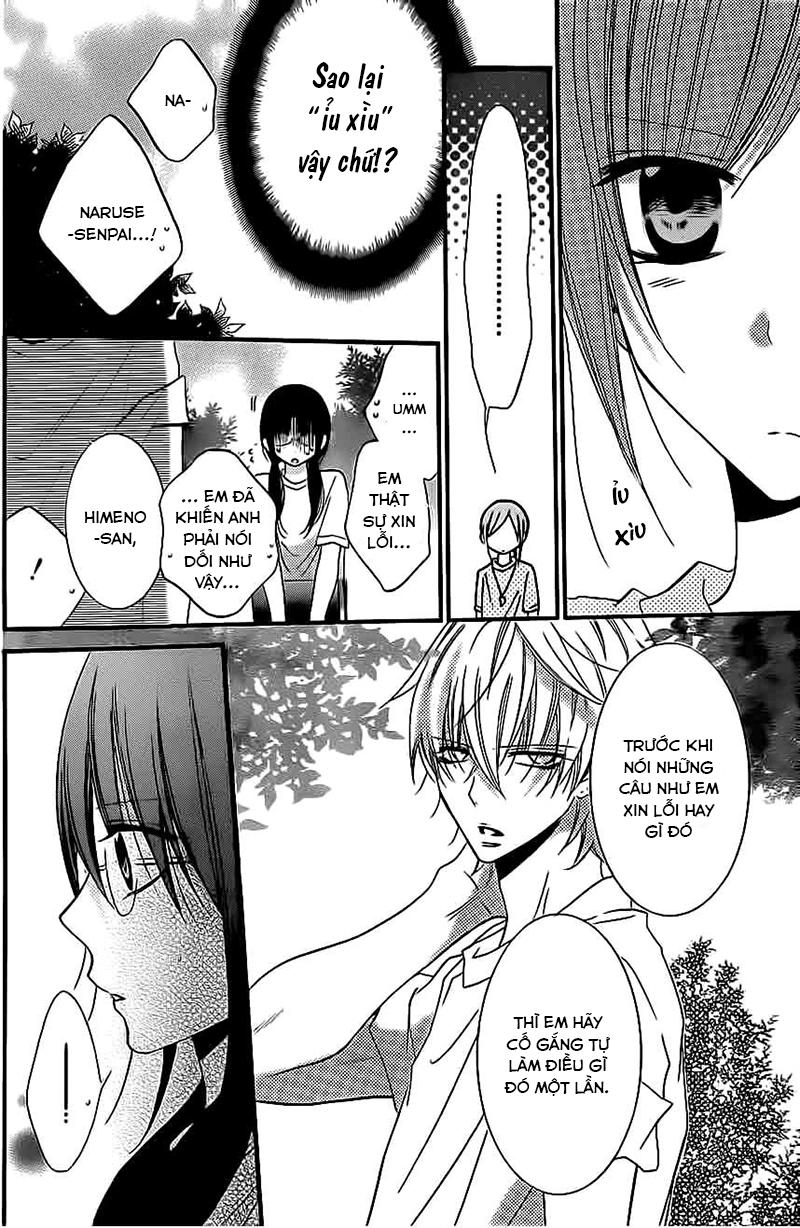 ỉu
xìu
..........
Sao lại
“ỉu xìu”
vậy chứ!?
NA-
NARUSE
-SENPAI...!
...
UMM
...
EM
THẬT
SỰ XIN
LỖI...
... EM ĐÃ
KHIẾN ANH
PHẢI NÓI
DỐI NHƯ
VẬY...
HIMENO
-SAN,
!
TRƯỚC KHI
NÓI NHỮNG
CÂU NHƯ EM
XIN LỖI HAY
GÌ ĐÓ
THÌ EM HÃY
CỐ GẮNG TỰ
LÀM ĐIỀU GÌ
ĐÓ MỘT LẦN.
......